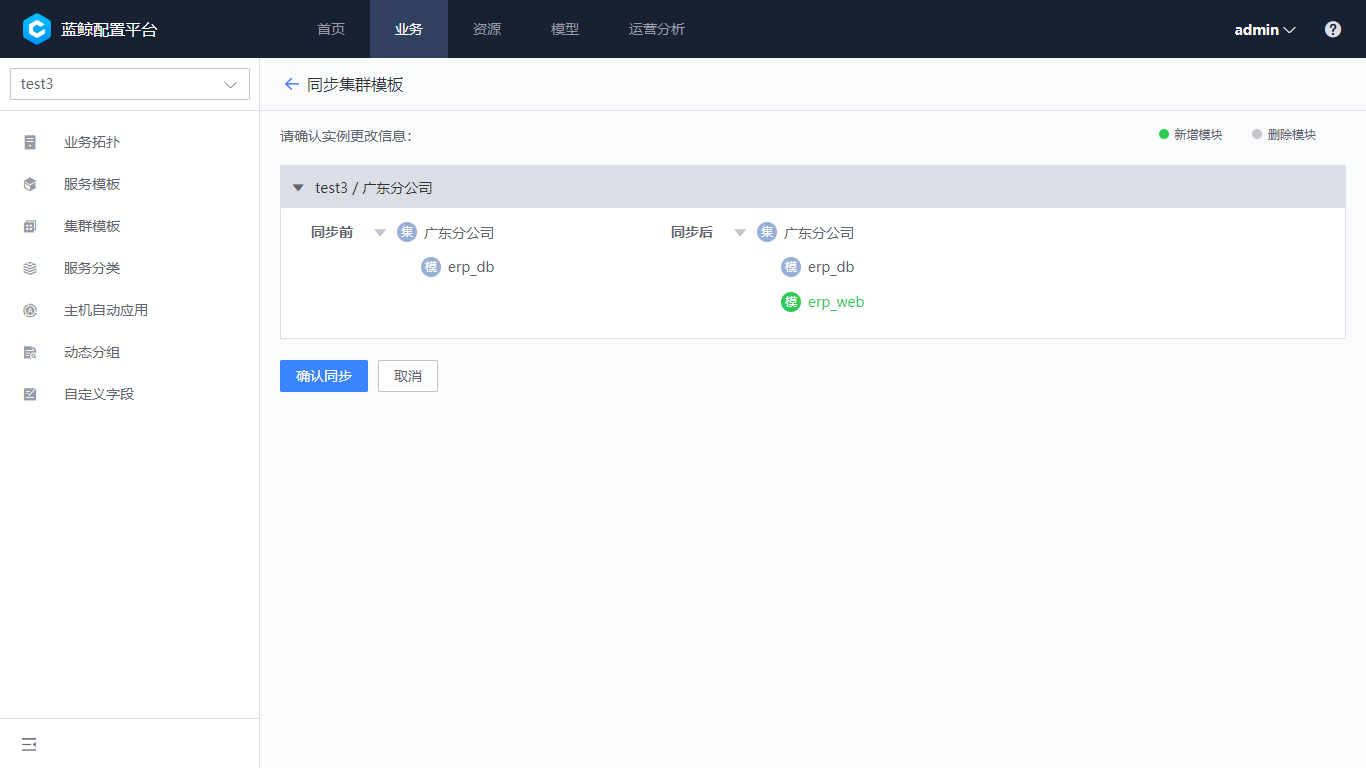 蓝鲸配置平台
首页 业务 资源 模型 运营分析
admin
test3
同步集群模板
业务拓扑
服务模板
集群模板
服务分类
主机自动应用
动态分组
自定义字段
请确认实例更改信息：
新增模块 删除模块
test3 / 广东分公司
同步前 集 广东分公司 同步后 集 广东分公司
模 erp_db 模 erp_db
模 erp_web
确认同步 取消